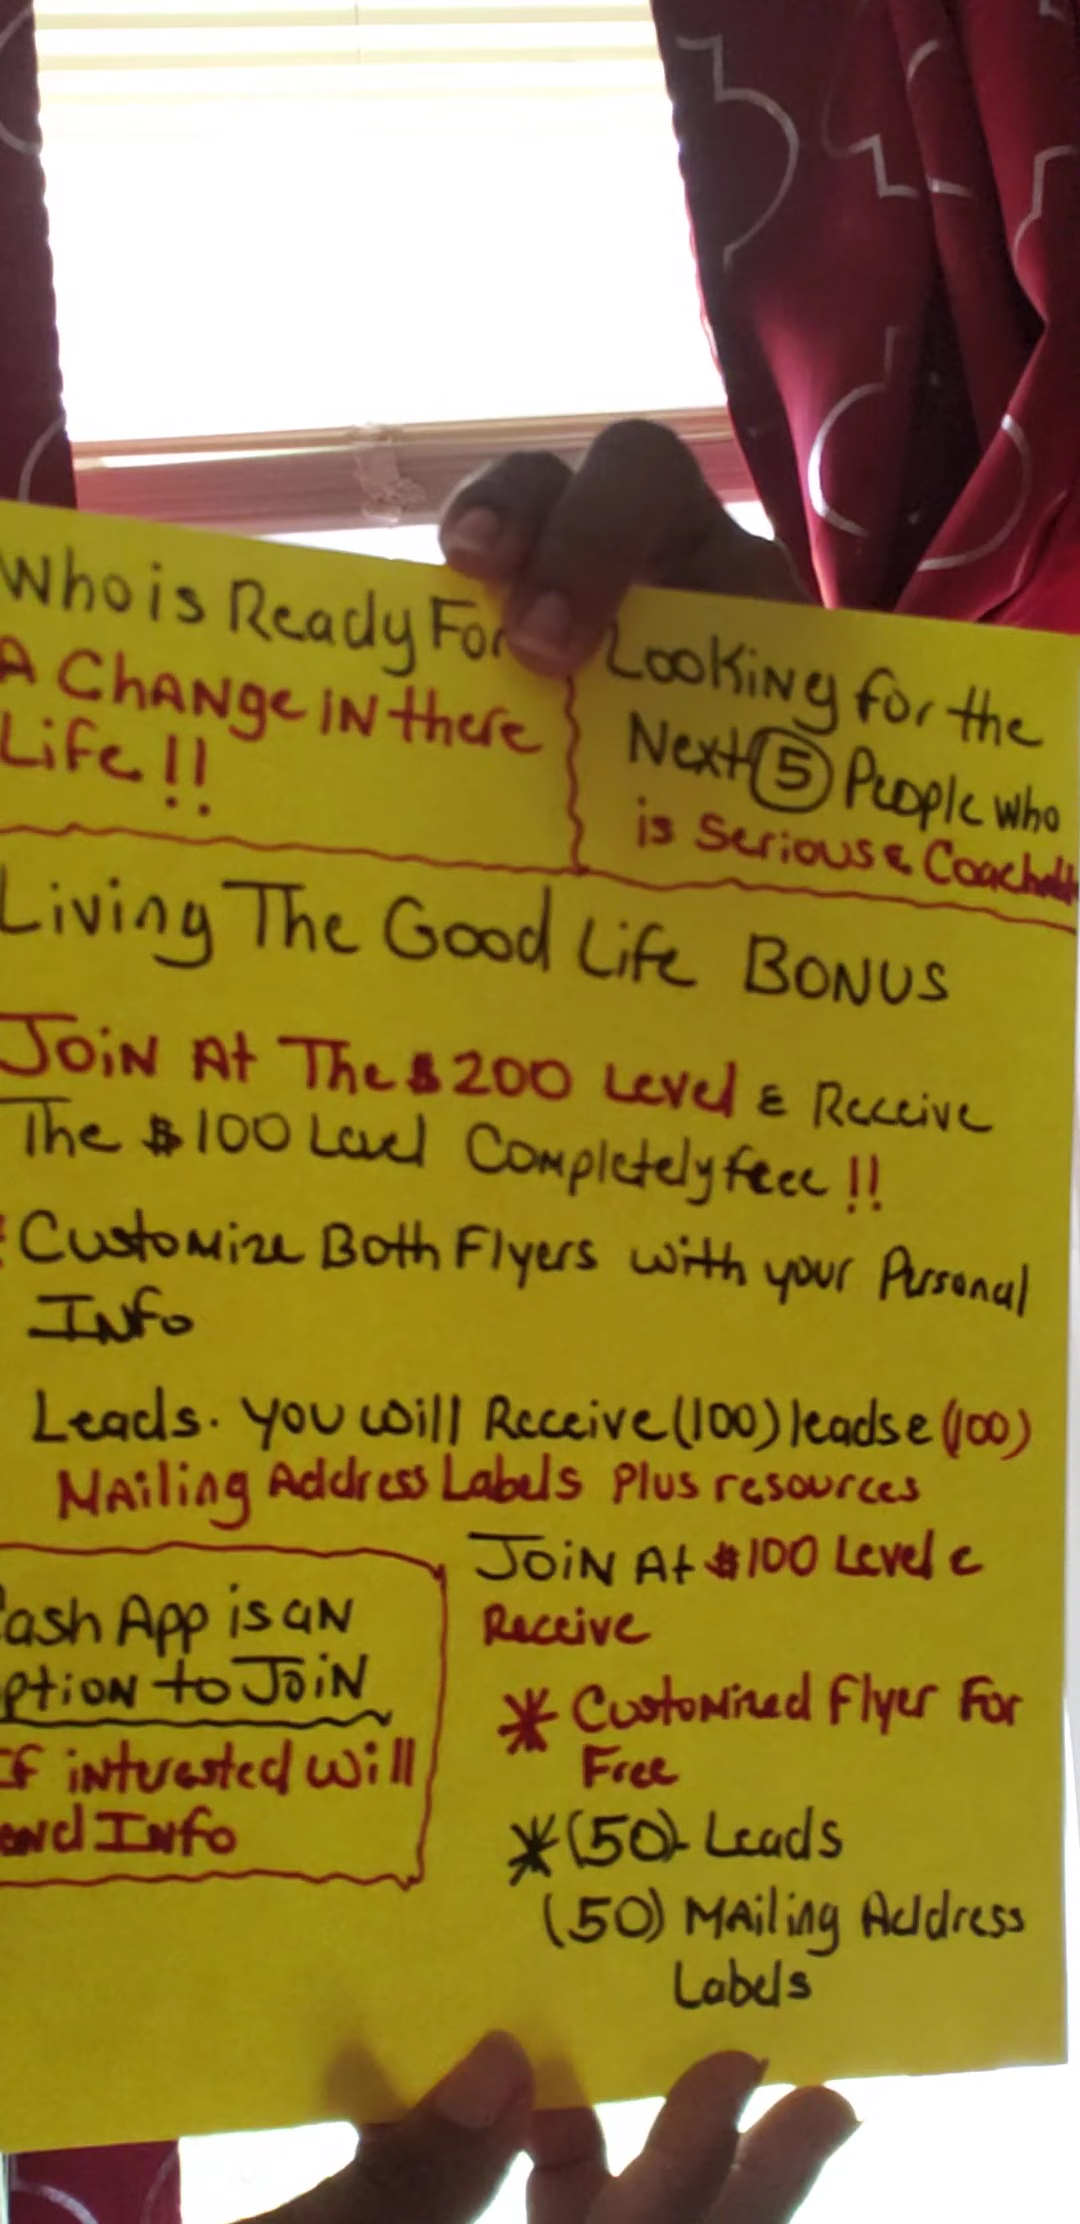 Who is Ready For
A Change IN there
Life !!
Looking for the
Next 5 People who
is Serious &
Living The Good Life BONUS
JOIN At The $200 Level & Receive
The $100 Level Completely free !!
Customize Both Flyers with your Personal
INfo
Leads. You will Receive (100) leads & (100)
MAiling Address Labels Plus resources
ash App is aN
ption to JoiN
If interested will
end INfo
JOIN At $100 Level &
Receive
* Customized Flyer For
Free
* (50) Leads
(50) MAiling Address
Labels